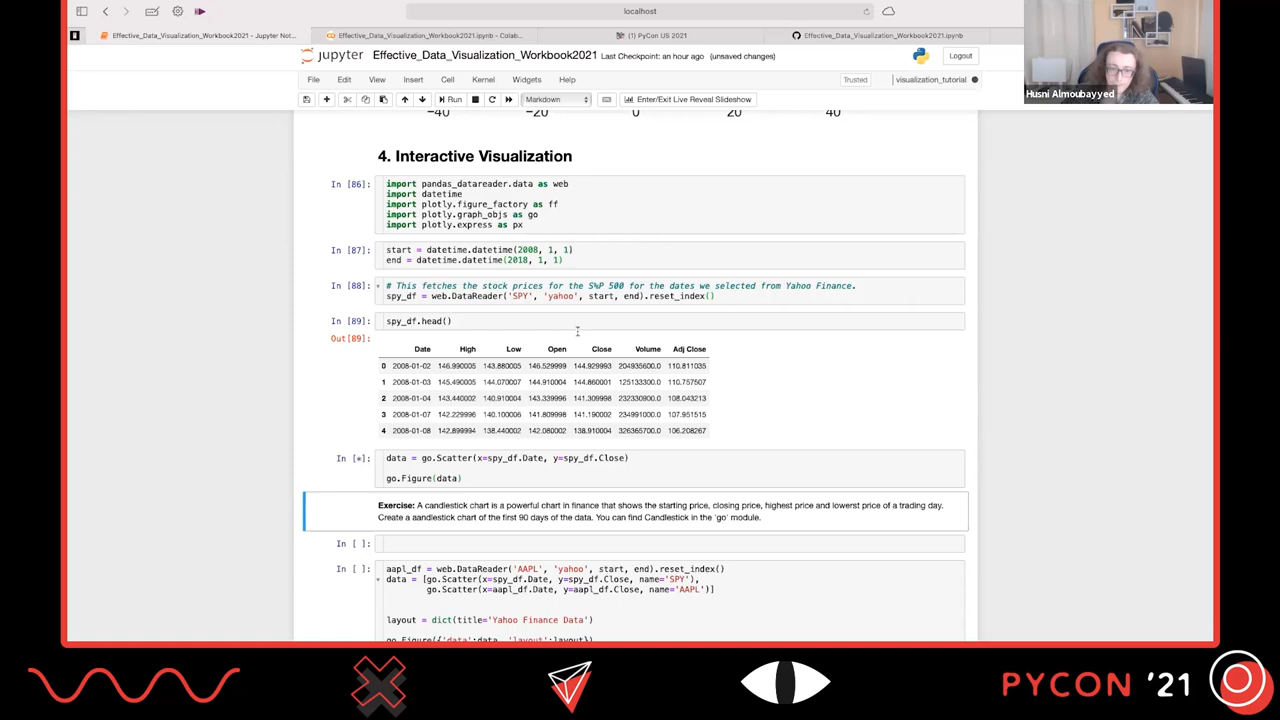 localhost
Effective_Data_Visualization_Workbook2021.ipynb - Jupyter Not...
Effective_Data_Visualization_Workbook2021.ipynb - Colab...
(1) PyCon US 2021
Effective_Data_Visualization_Workbook2021.ipynb
jupyter Effective_Data_Visualization_Workbook2021 Last Checkpoint: an hour ago (unsaved changes)
Logout
File Edit View Insert Cell Kernel Widgets Help
Trusted
visualization_tutorial
Run
Markdown
Enter/Exit Live Reveal Slideshow
Husni Almoubayyed
−40 −20 0 20 40
4. Interactive Visualization
In [86]: import pandas_datareader.data as web
import datetime
import plotly.figure_factory as ff
import plotly.graph_objs as go
import plotly.express as px
In [87]: start = datetime.datetime(2008, 1, 1)
end = datetime.datetime(2018, 1, 1)
In [88]: # This fetches the stock prices for the S%P 500 for the dates we selected from Yahoo Finance.
spy_df = web.DataReader('SPY', 'yahoo', start, end).reset_index()
In [89]: spy_df.head()
Out[89]:
Date High Low Open Close Volume Adj Close
0 2008-01-02 146.990005 143.880005 146.529999 144.929993 204935600.0 110.811035
1 2008-01-03 145.490005 144.070007 144.910004 144.860001 125133300.0 110.757507
2 2008-01-04 143.440002 140.910004 143.339996 141.309998 232330900.0 108.043213
3 2008-01-07 142.229996 140.100006 141.809998 141.190002 234991000.0 107.951515
4 2008-01-08 142.899994 138.440002 142.080002 138.910004 326365700.0 106.208267
In [*]: data = go.Scatter(x=spy_df.Date, y=spy_df.Close)
go.Figure(data)
Exercise: A candlestick chart is a powerful chart in finance that shows the starting price, closing price, highest price and lowerst price of a trading day.
Create a aandlestick chart of the first 90 days of the data. You can find Candlestick in the `go` module.
In [ ]:
In [ ]: aapl_df = web.DataReader('AAPL', 'yahoo', start, end).reset_index()
data = [go.Scatter(x=spy_df.Date, y=spy_df.Close, name='SPY'),
go.Scatter(x=aapl_df.Date, y=aapl_df.Close, name='AAPL')]
layout = dict(title='Yahoo Finance Data')
go.Figure({'data':data, 'layout':layout})
PYCON '21